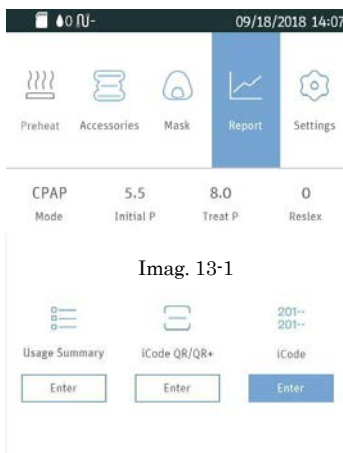 0 09/18/2018 14:07
Preheat Accessories Mask Report Settings
CPAP 5.5 8.0 0
Mode Initial P Treat P Reslex
Imag. 13-1
201--
201--
Usage Summary iCode QR/QR+ iCode
Enter Enter Enter